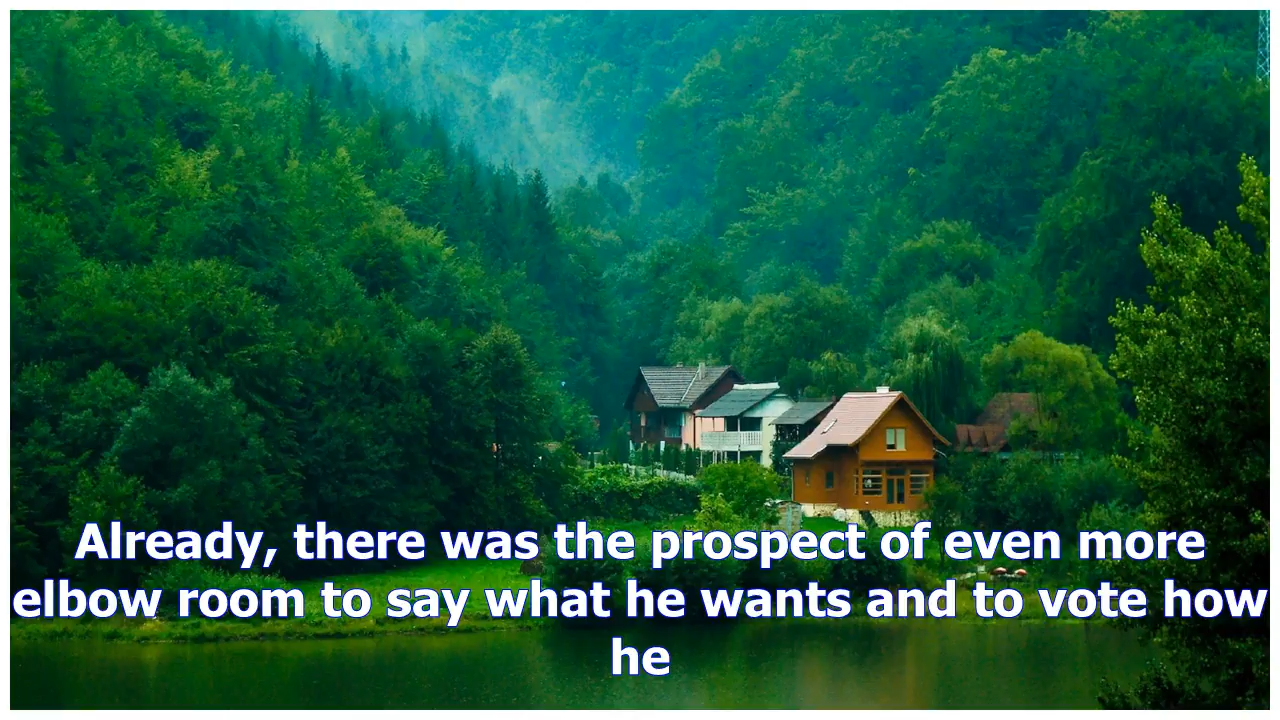 Already, there was the prospect of even more
elbow room to say what he wants and to vote how
he